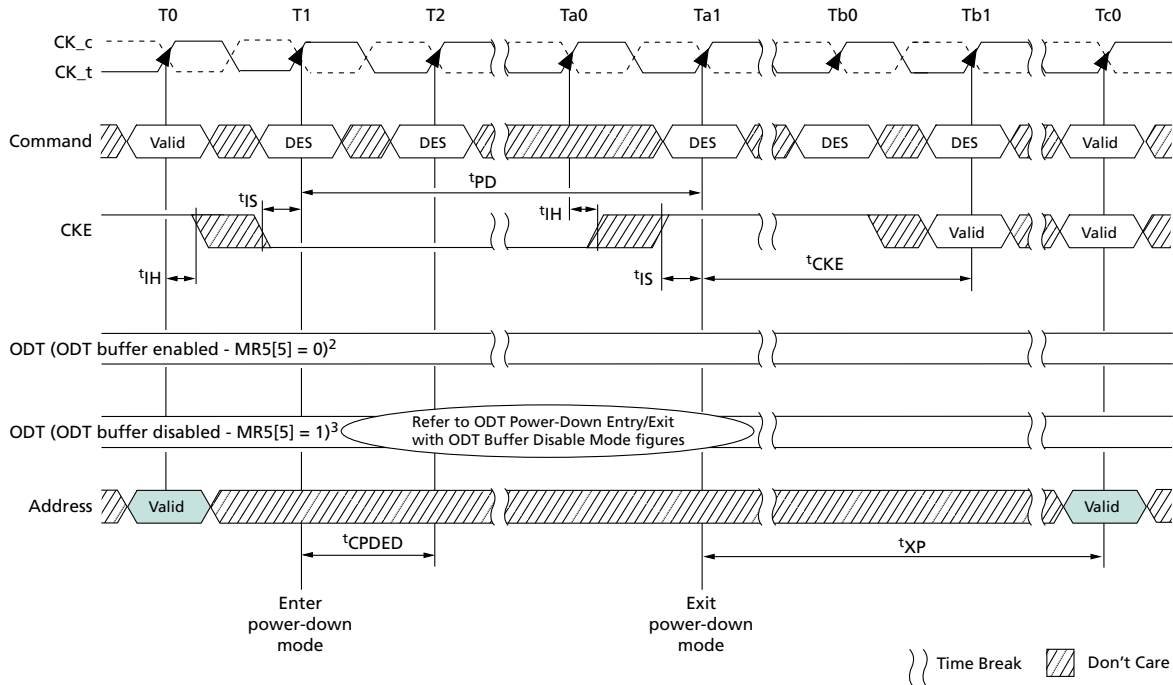 T0 T1 T2 Ta0 Ta1 Tb0 Tb1 Tc0
CK_c
CK_t
Command Valid DES DES DES DES DES Valid
tPD
tIS
tIH
CKE Valid Valid
tIH
tIS
tCKE
ODT (ODT buffer enabled - MR5[5] = 0)2
ODT (ODT buffer disabled - MR5[5] = 1)3
Refer to ODT Power-Down Entry/Exit
with ODT Buffer Disable Mode figures
Address Valid Valid
tCPDED
tXP
Enter
power-down
mode
Exit
power-down
mode
Time Break Don't Care